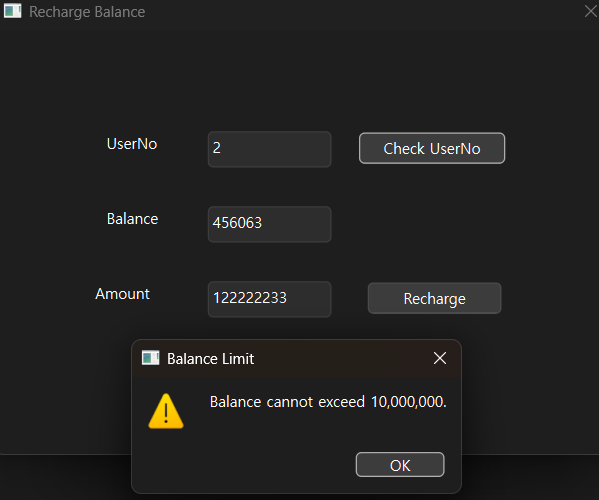 Recharge Balance
UserNo 2 Check UserNo
Balance 456063
Amount 122222233 Recharge
Balance Limit
Balance cannot exceed 10,000,000.
OK